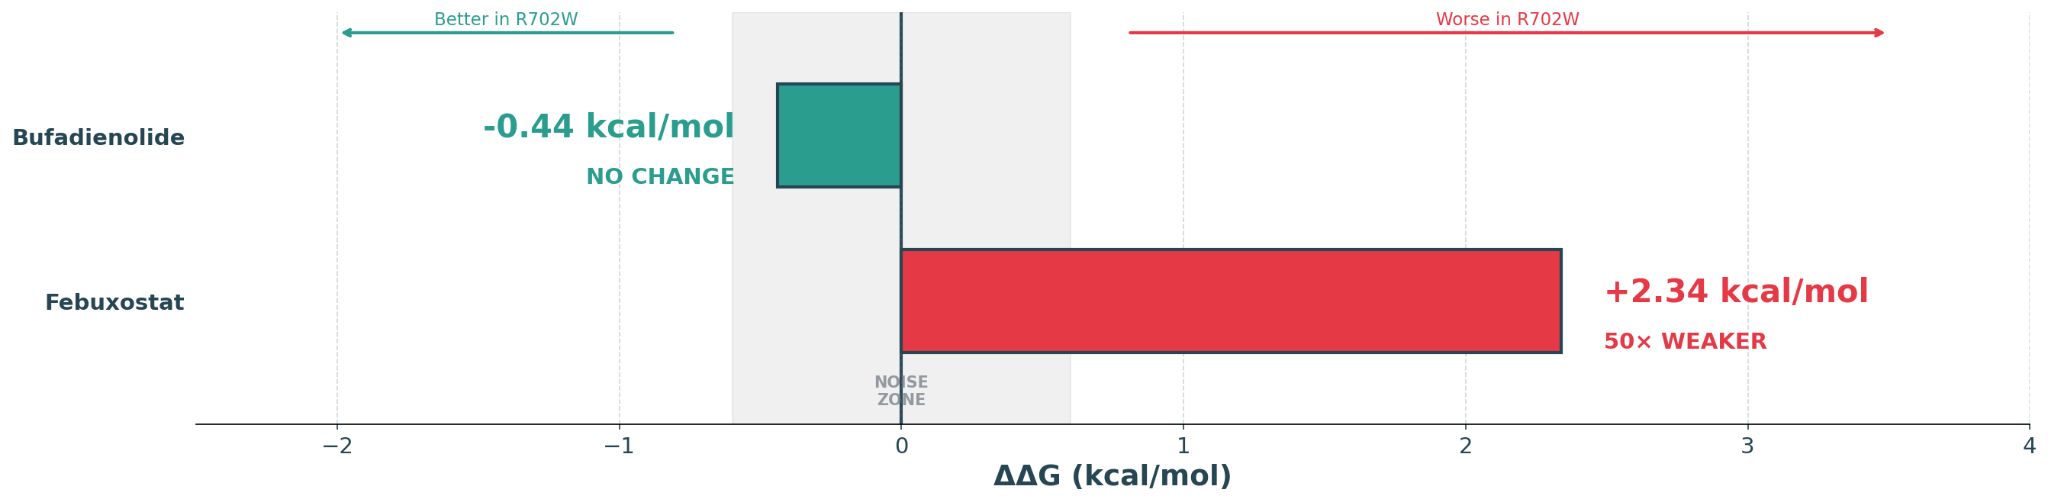 Better in R702W
Worse in R702W
Bufadienolide
-0.44 kcal/mol
NO CHANGE
Febuxostat
+2.34 kcal/mol
50× WEAKER
NOISE
ZONE
−2
−1
0
1
2
3
4
ΔΔG (kcal/mol)